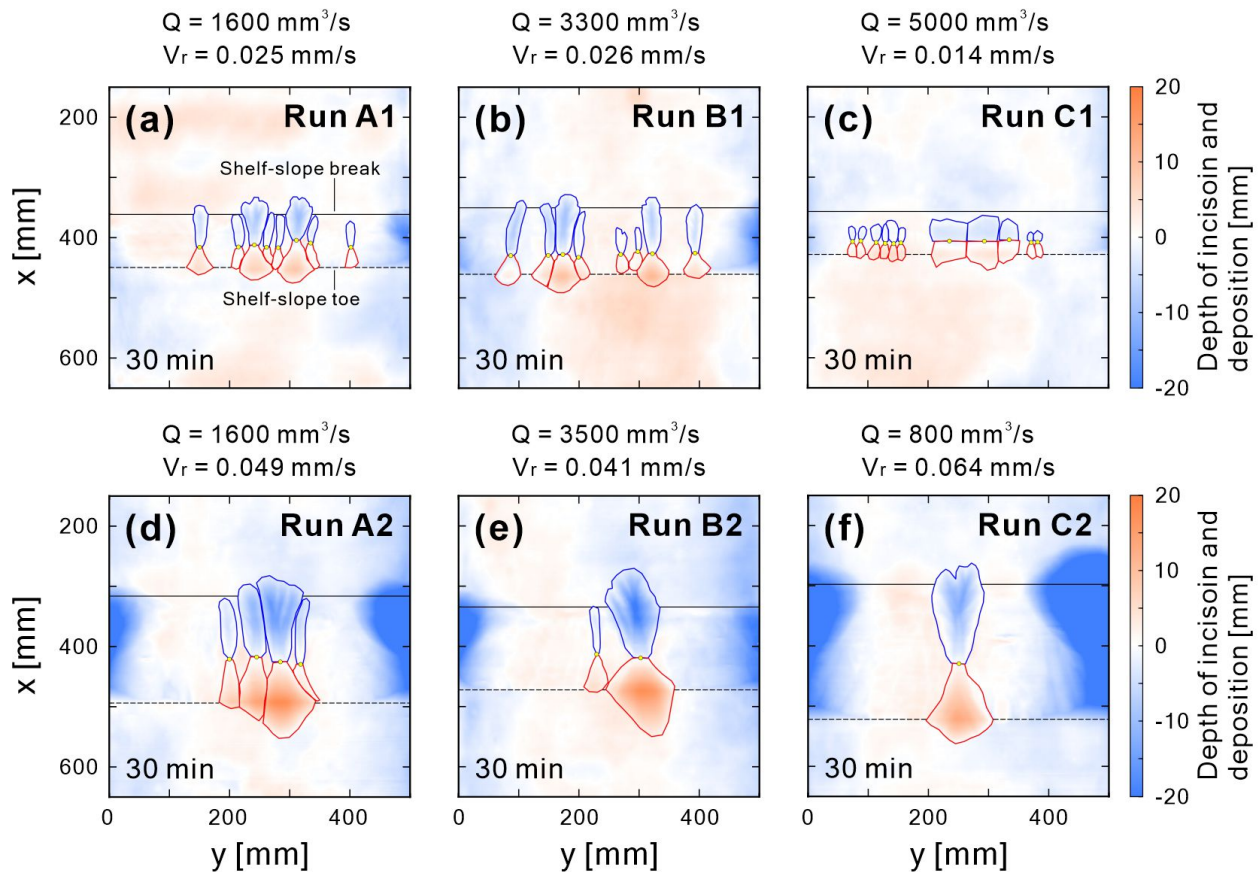 Q = 1600 mm³/s
Vr = 0.025 mm/s
Q = 3300 mm³/s
Vr = 0.026 mm/s
Q = 5000 mm³/s
Vr = 0.014 mm/s
(a) Run A1
(b) Run B1
(c) Run C1
Shelf-slope break
Shelf-slope toe
30 min
30 min
30 min
x [mm]
200
400
600
20
10
0
-10
-20
Depth of incisoin and
deposition [mm]
Q = 1600 mm³/s
Vr = 0.049 mm/s
Q = 3500 mm³/s
Vr = 0.041 mm/s
Q = 800 mm³/s
Vr = 0.064 mm/s
(d) Run A2
(e) Run B2
(f) Run C2
30 min
30 min
30 min
x [mm]
200
400
600
0 200 400
0 200 400
0 200 400
y [mm]
y [mm]
y [mm]
20
10
0
-10
-20
Depth of incisoin and
deposition [mm]